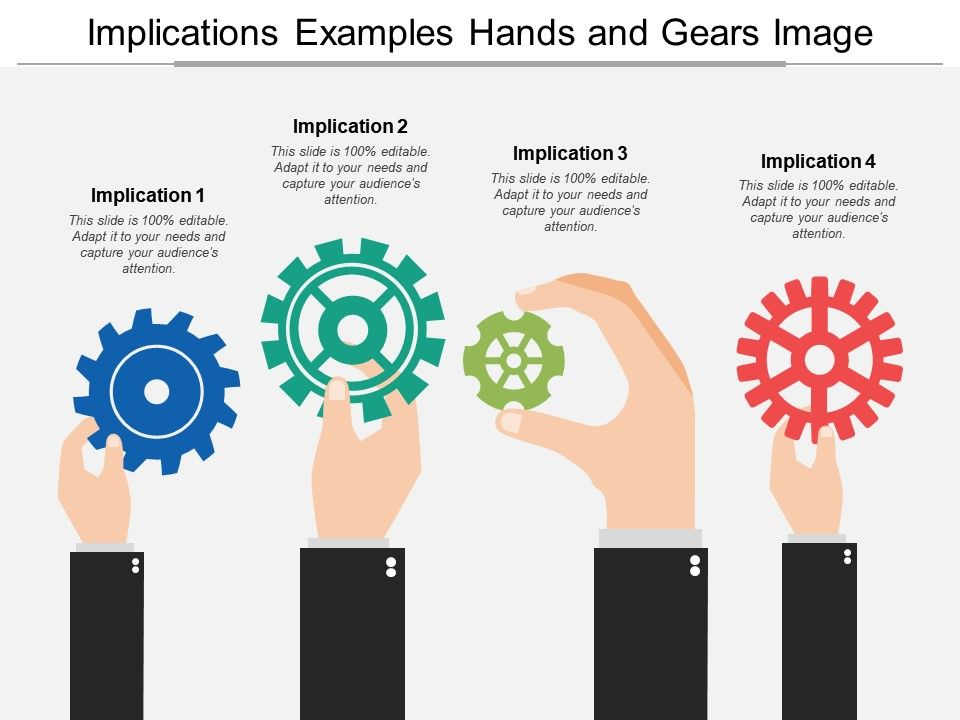 Implications Examples Hands and Gears Image
Implication 1
This slide is 100% editable.
Adapt it to your needs and
capture your audience's
attention.
Implication 2
This slide is 100% editable.
Adapt it to your needs and
capture your audience's
attention.
Implication 3
This slide is 100% editable.
Adapt it to your needs and
capture your audience's
attention.
Implication 4
This slide is 100% editable.
Adapt it to your needs and
capture your audience's
attention.